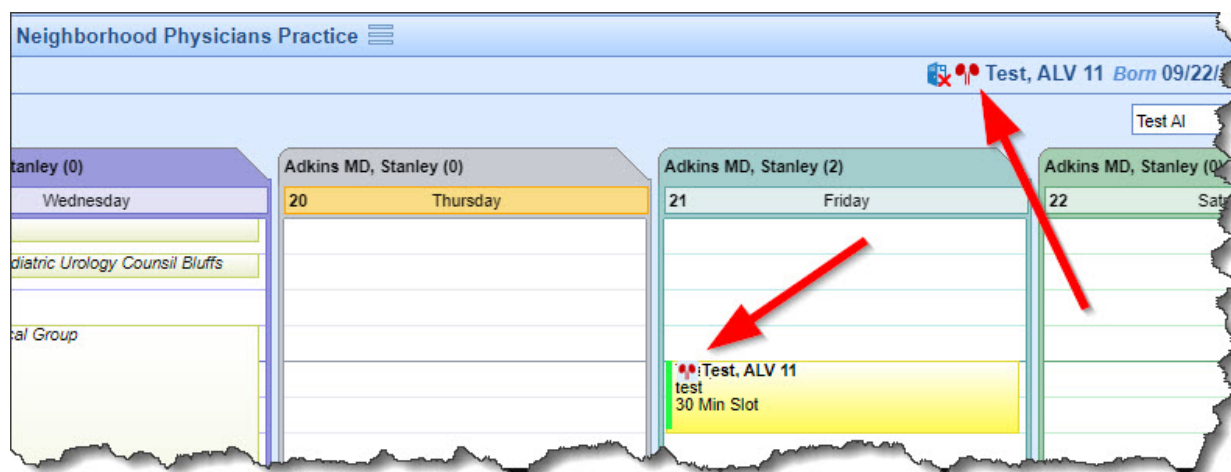 Neighborhood Physicians Practice
Test, ALV 11 Born 09/22/
Test Al
tanley (0)
Adkins MD, Stanley (0)
Adkins MD, Stanley (2)
Adkins MD, Stanley (0)
Wednesday
20 Thursday
21 Friday
22 Sat
diatric Urology Counsil Bluffs
cal Group
Test, ALV 11
test
30 Min Slot